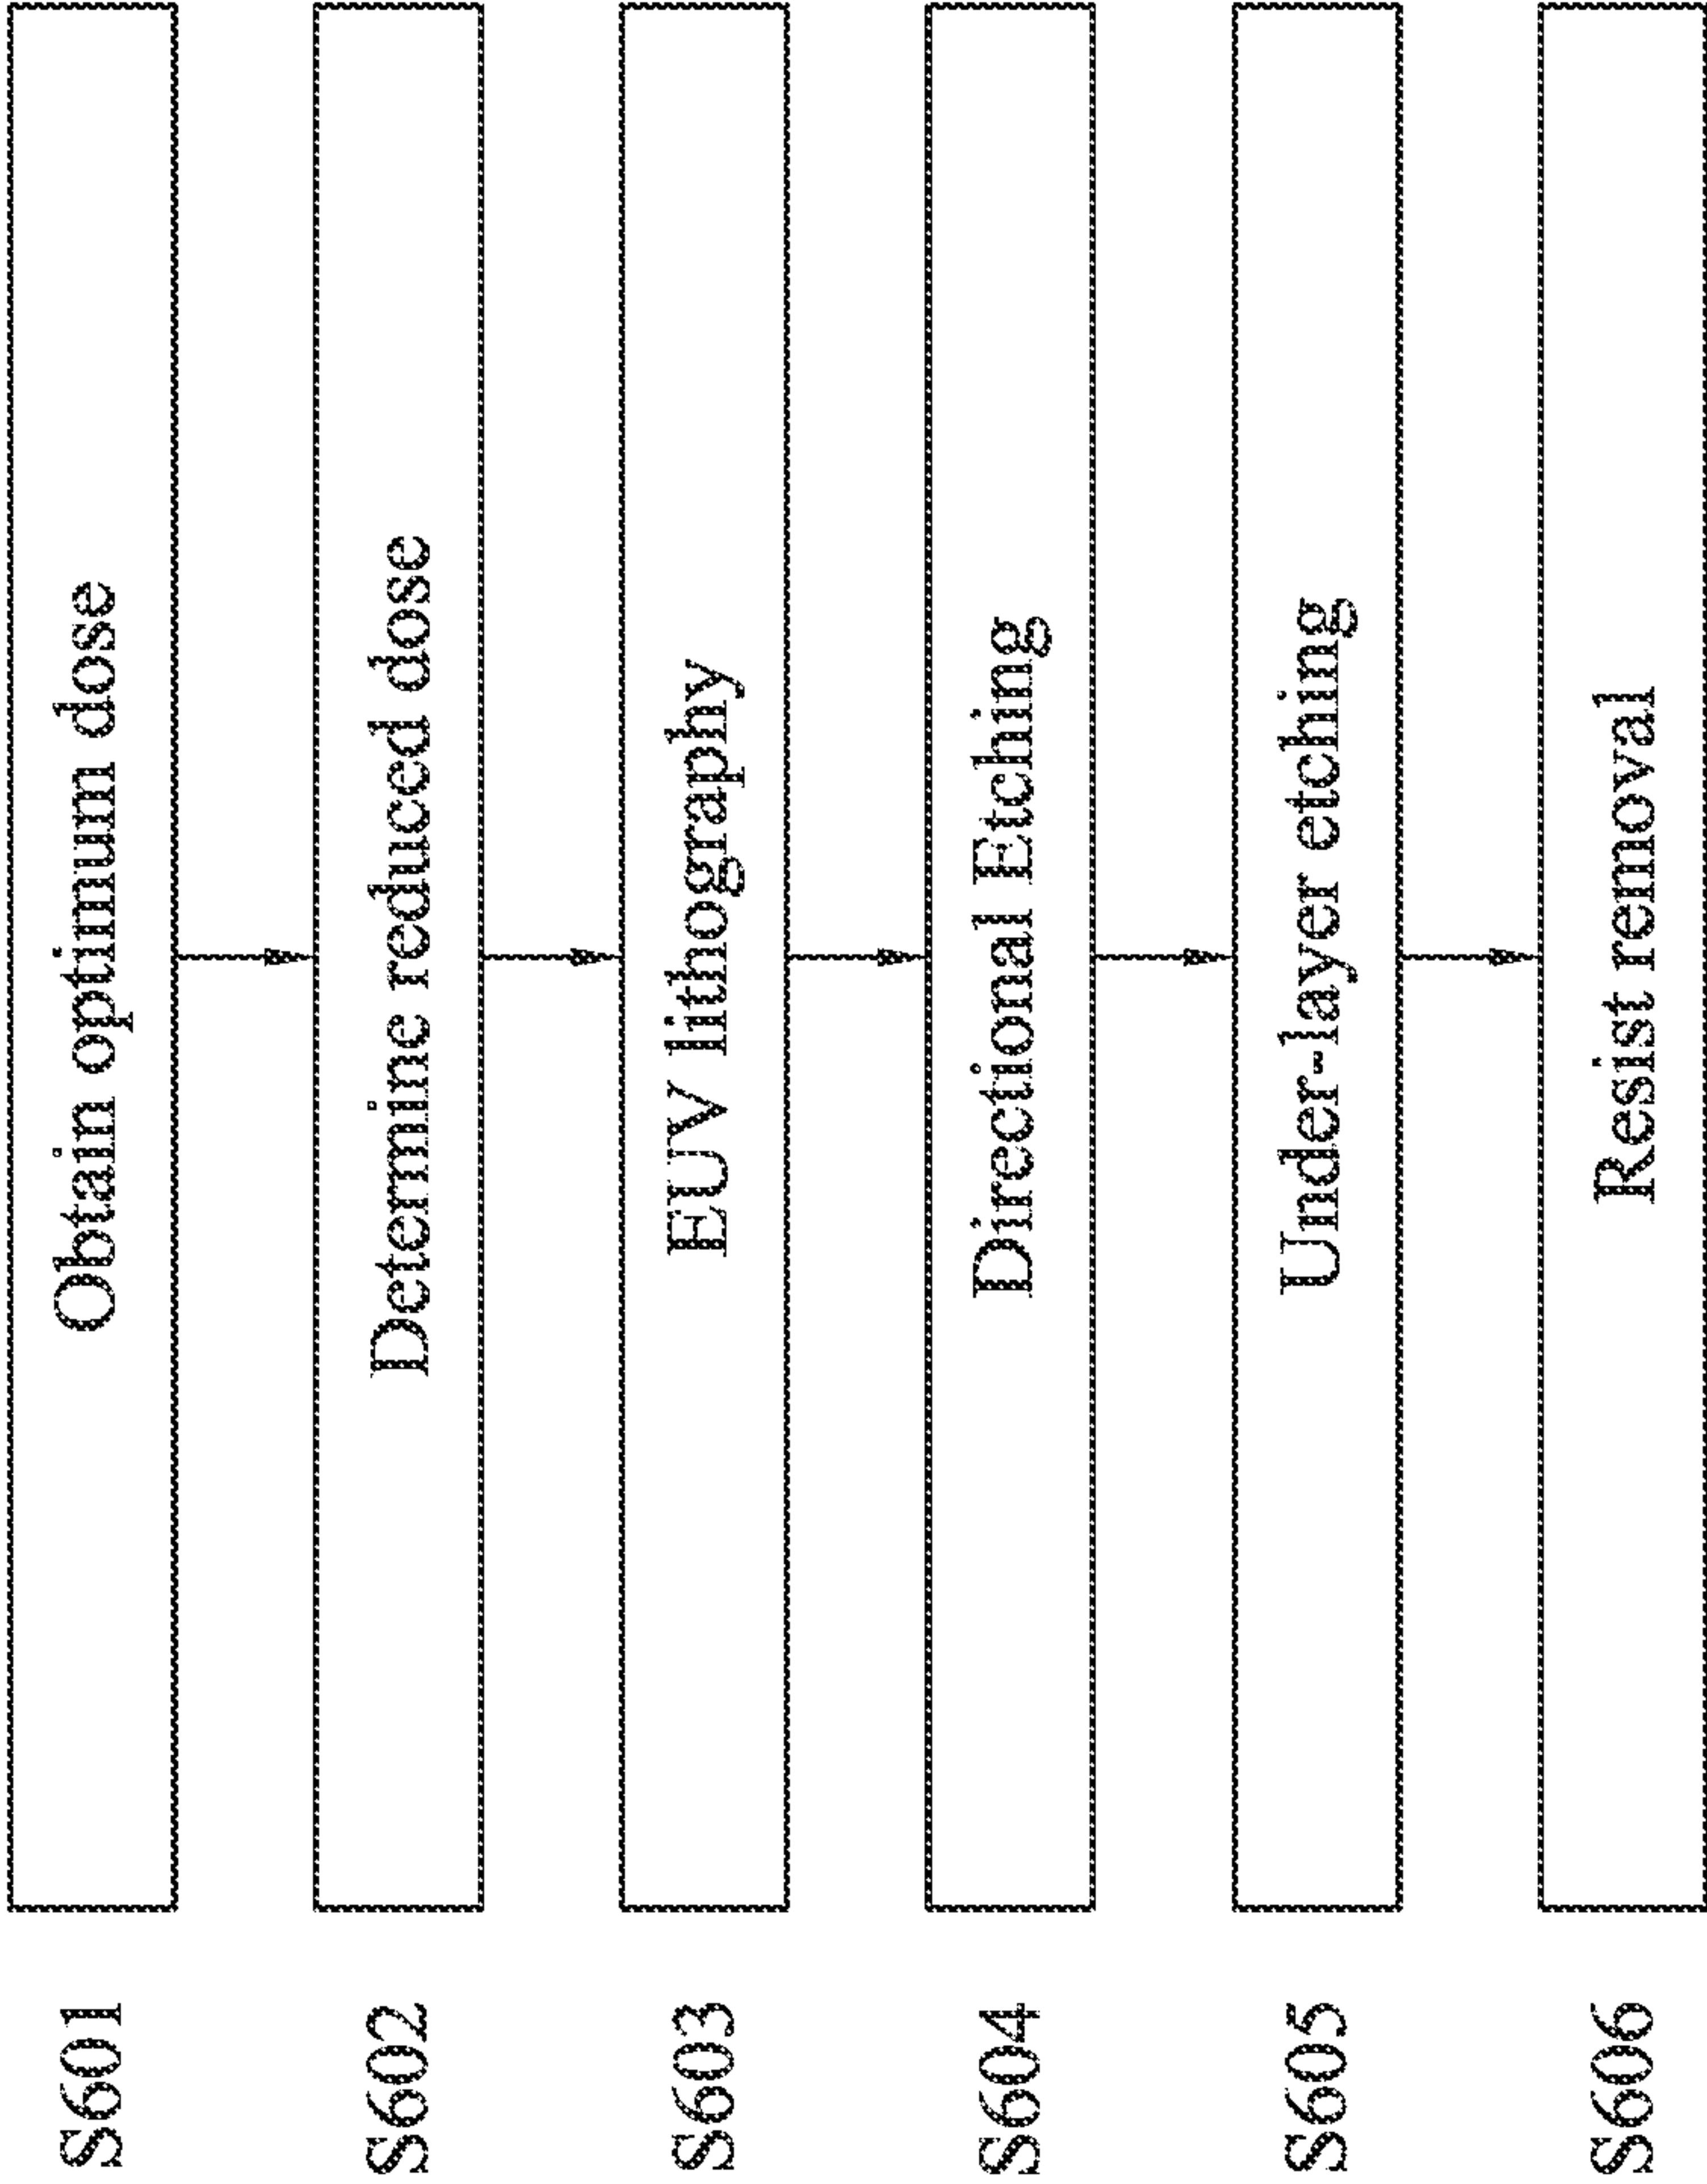 S601 Obtain optimum dose
S602 Determine reduced dose
S603 EUV lithography
S604 Directional Etching
S605 Under-layer etching
S606 Resist removal